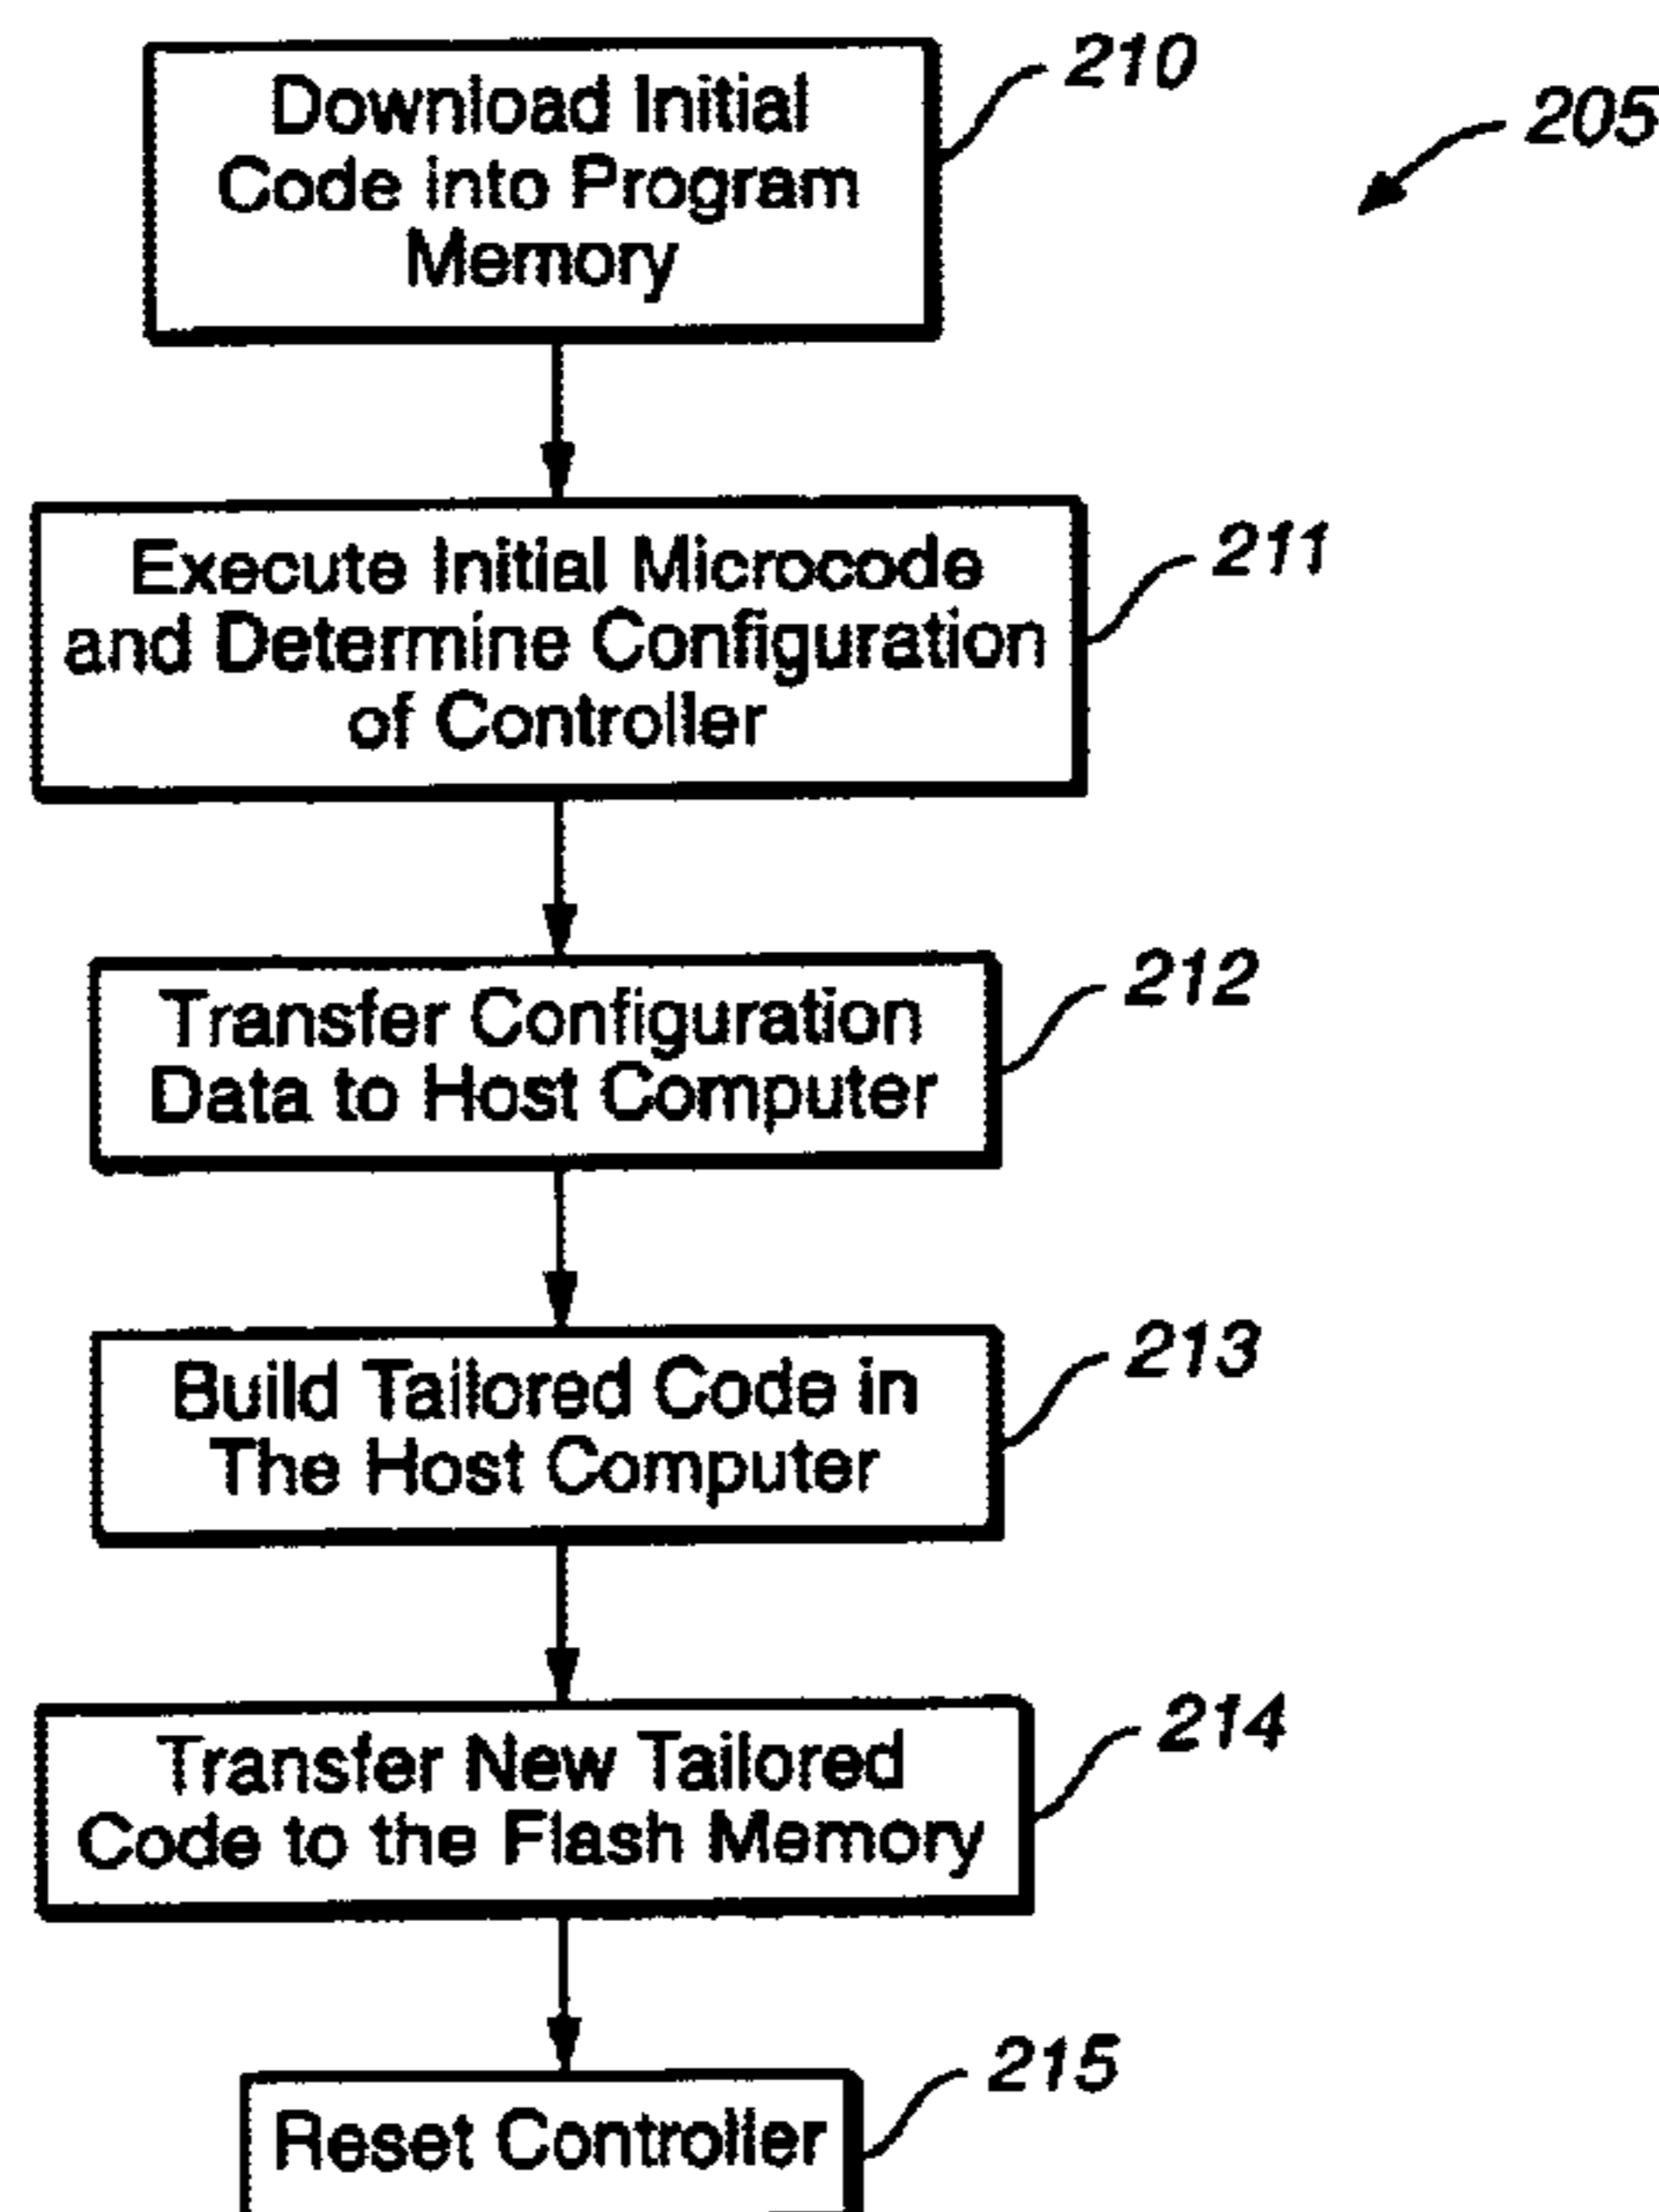 Download Initial
Code into Program
Memory
210
205
Execute Initial Microcode
and Determine Configuration
of Controller
211
Transfer Configuration
Data to Host Computer
212
Build Tailored Code in
The Host Computer
213
Transfer New Tailored
Code to the Flash Memory
214
Reset Controller
215